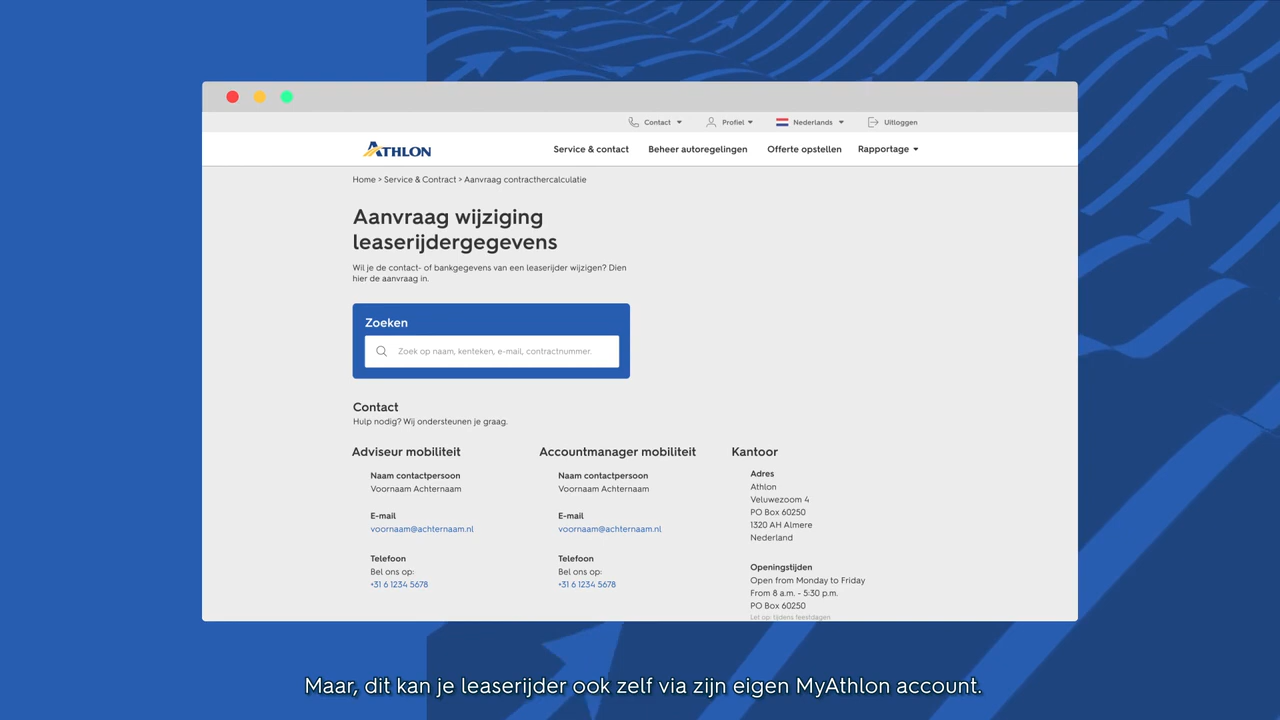 Contact
Profiel
Nederlands
Uitloggen
ATHLON
Service & contact
Beheer autoregelingen
Offerte opstellen
Rapportage
Home > Service & Contract > Aanvraag contracthercalculatie
Aanvraag wijziging
leaserijdergegevens
Wil je de contact- of bankgegevens van een leaserijder wijzigen? Dien
hier de aanvraag in.
Zoeken
Zoek op naam, kenteken, e-mail, contractnummer.
Contact
Hulp nodig? Wij ondersteunen je graag.
Adviseur mobiliteit
Naam contactpersoon
Voornaam Achternaam
E-mail
voornaam@achternaam.nl
Telefoon
Bel ons op:
+31 6 1234 5678
Accountmanager mobiliteit
Naam contactpersoon
Voornaam Achternaam
E-mail
voornaam@achternaam.nl
Telefoon
Bel ons op:
+31 6 1234 5678
Kantoor
Adres
Athlon
Veluwezoom 4
PO Box 60250
1320 AH Almere
Nederland
Openingstijden
Open from Monday to Friday
From 8 a.m. - 5:30 p.m.
PO Box 60250
Let op: tijdens feestdagen
Maar, dit kan je leaserijder ook zelf via zijn eigen MyAthlon account.